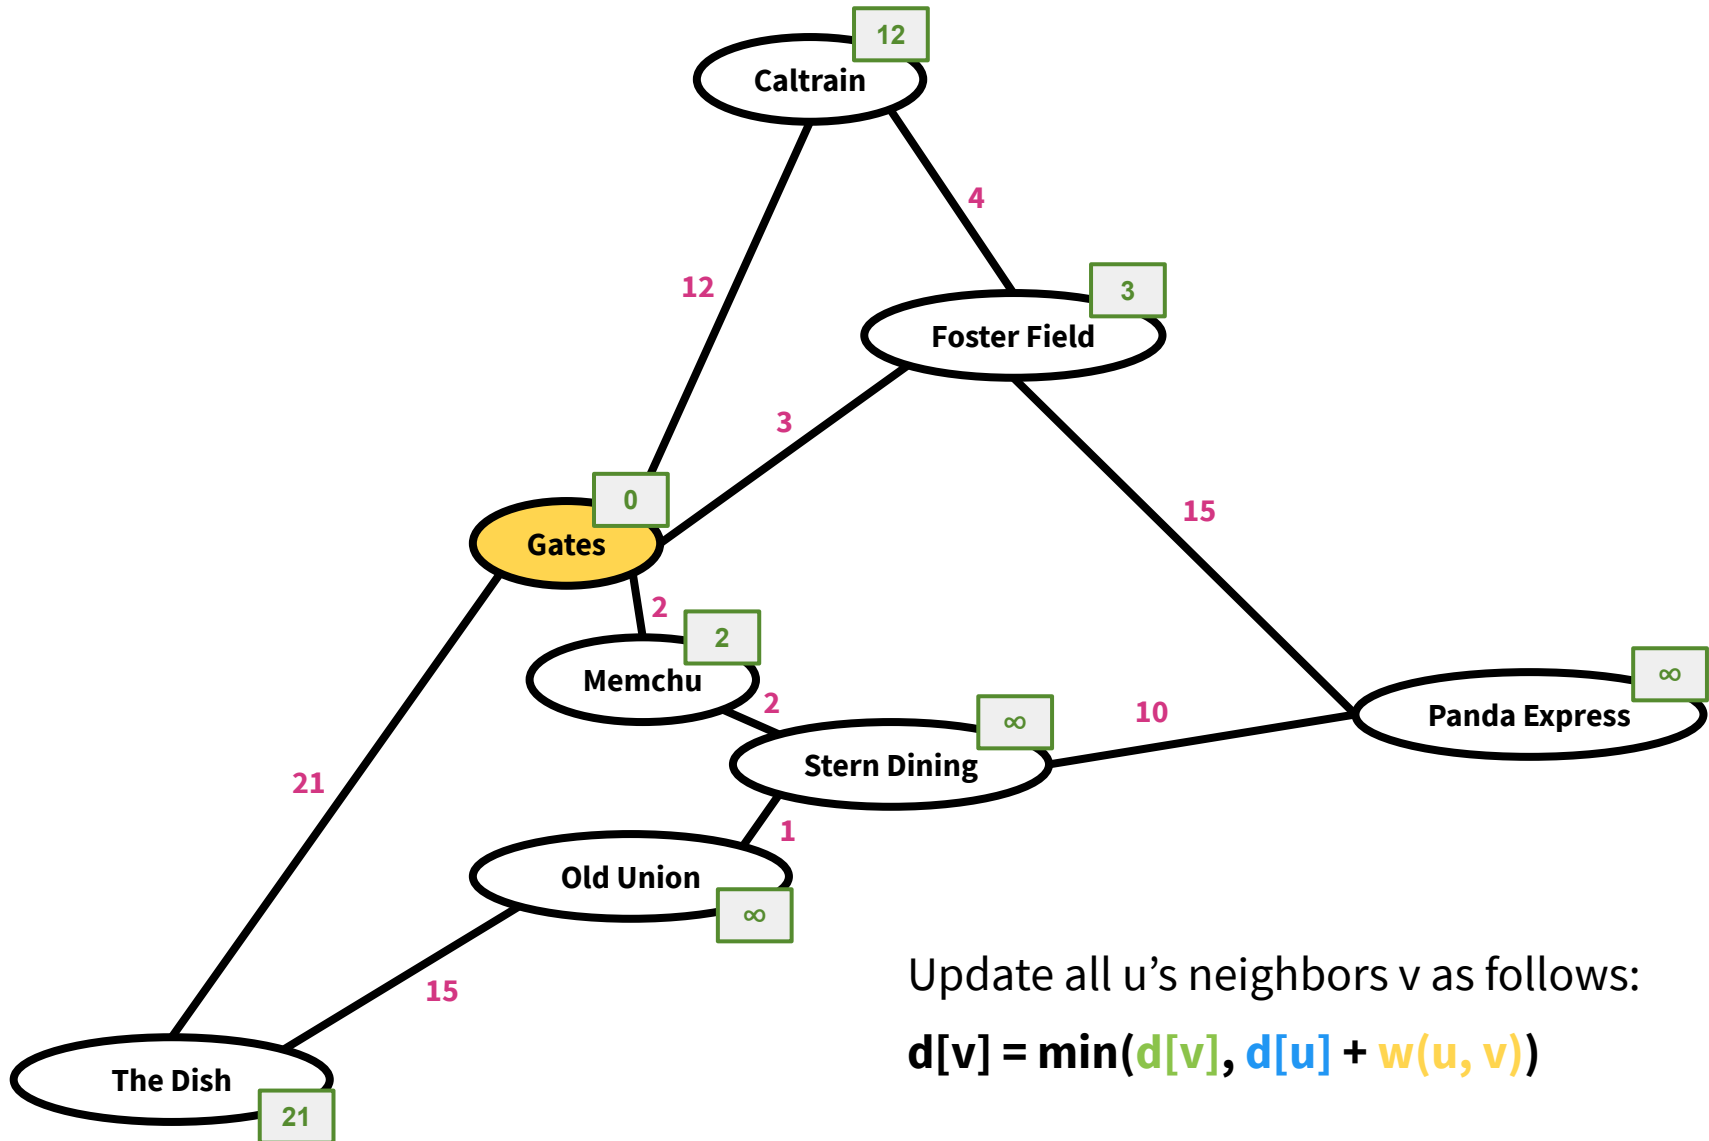 12
Caltrain
4
12
3
Foster Field
3
0
15
Gates
2
2
Memchu
∞
2
∞
10
Panda Express
Stern Dining
21
1
Old Union
∞
Update all u’s neighbors v as follows:
15
d[v] = min(d[v], d[u] + w(u, v))
The Dish
21